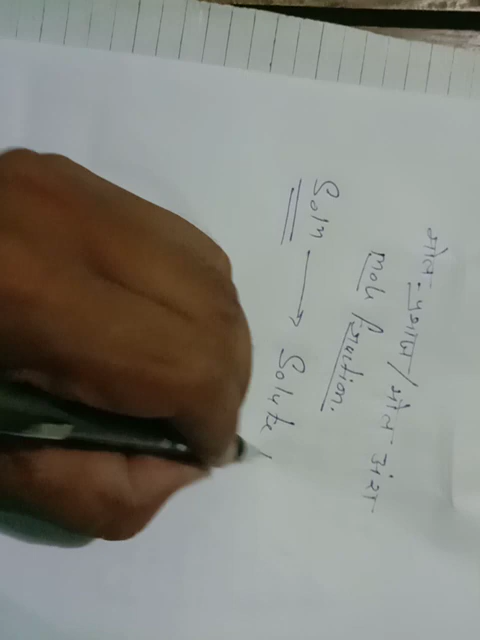 मोल प्रभाज / मोल अंश
Mole fraction.
Soln → Solute